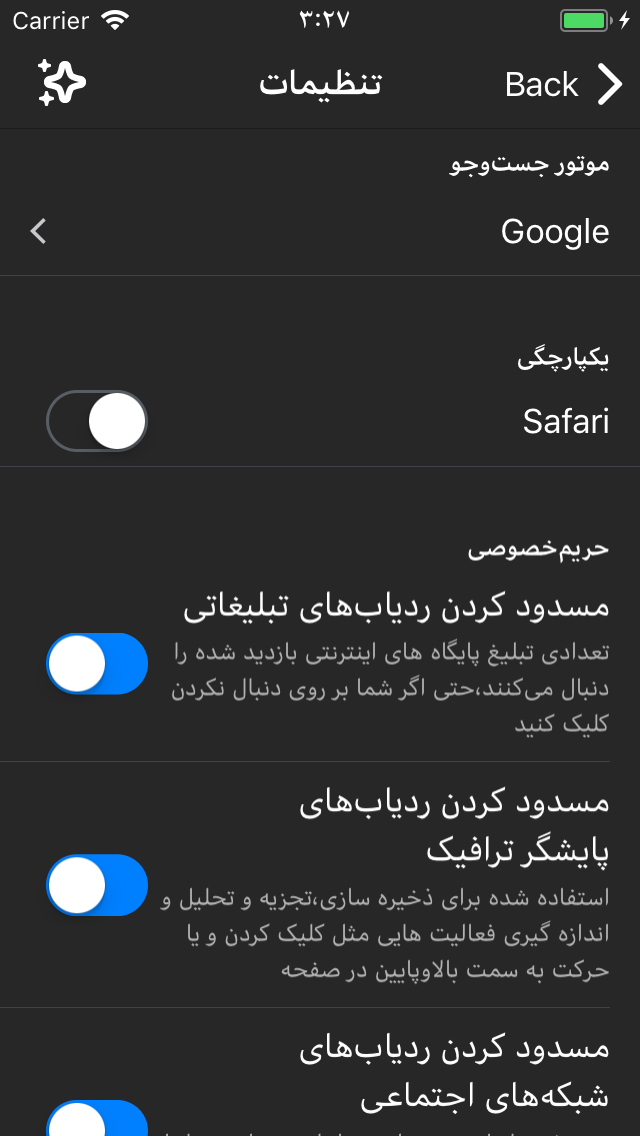 Carrier ۳:۲۷
تنظیمات Back
موتور جست‌وجو
Google
یکپارچگی
Safari
حریم‌خصوصی
مسدود کردن ردیاب‌های تبلیغاتی
تعدادی تبلیغ پایگاه های اینترنتی بازدید شده را
دنبال می‌کنند،حتی اگر شما بر روی دنبال نکردن
کلیک کنید
مسدود کردن ردیاب‌های
پایشگر ترافیک
استفاده شده برای ذخیره سازی،تجزیه و تحلیل و
اندازه گیری فعالیت هایی مثل کلیک کردن و یا
حرکت به سمت بالاوپایین در صفحه
مسدود کردن ردیاب‌های
شبکه‌های اجتماعی